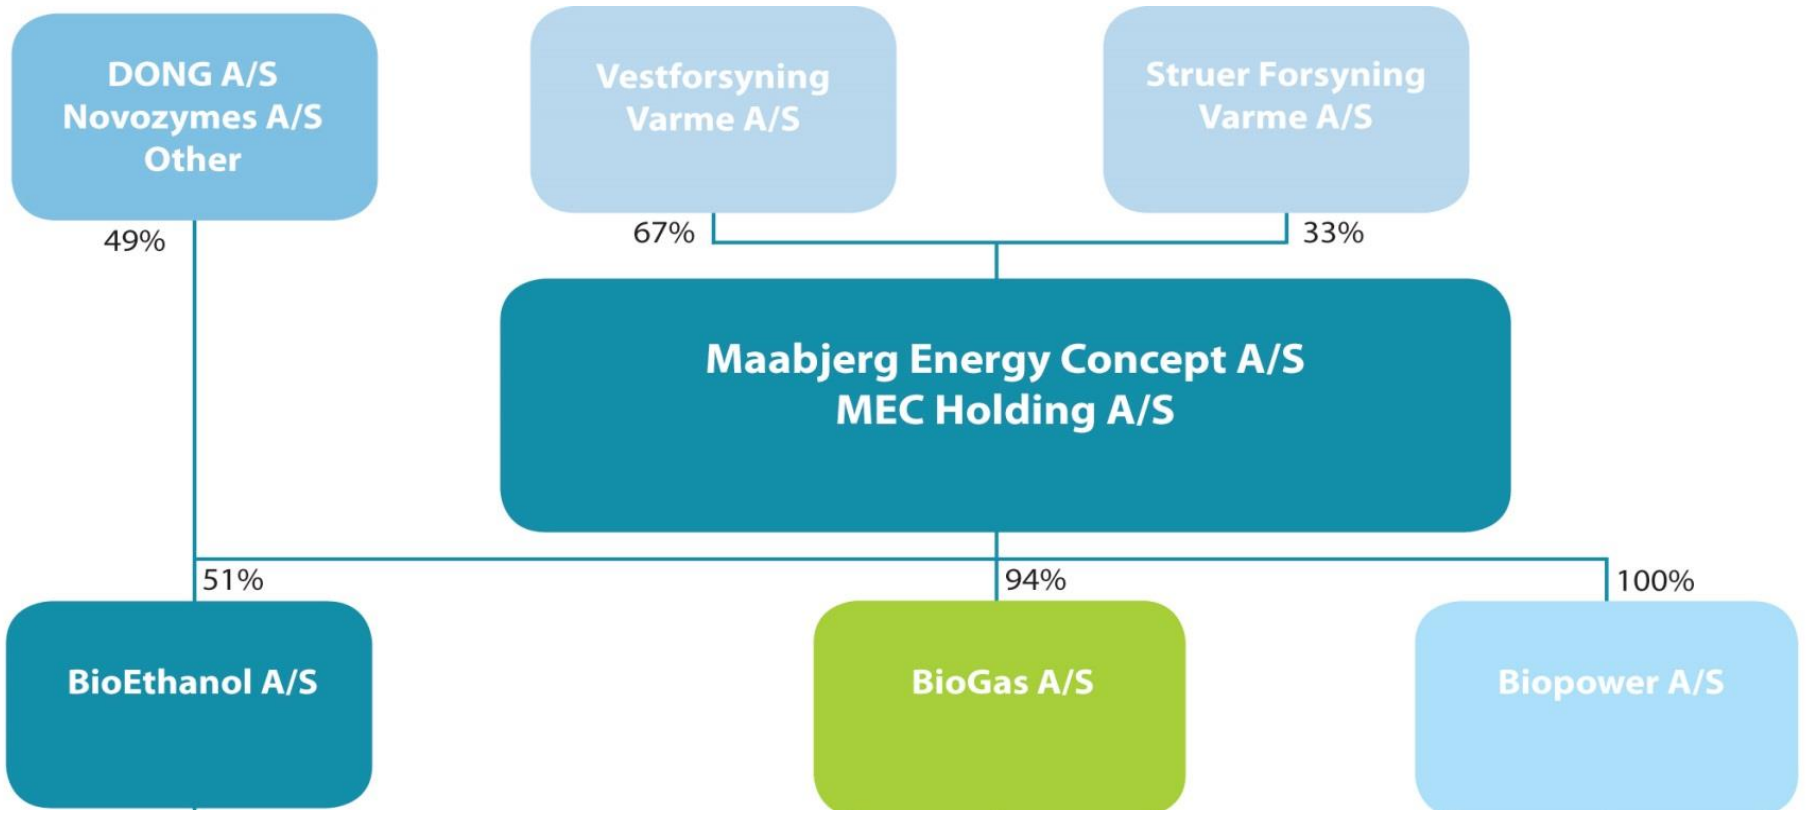 DONG A/S
Novozymes A/S
Other
Vestforsyning
Varme A/S
Struer Forsyning
Varme A/S
49%
67%
33%
Maabjerg Energy Concept A/S
MEC Holding A/S
51%
94%
100%
BioEthanol A/S
BioGas A/S
Biopower A/S